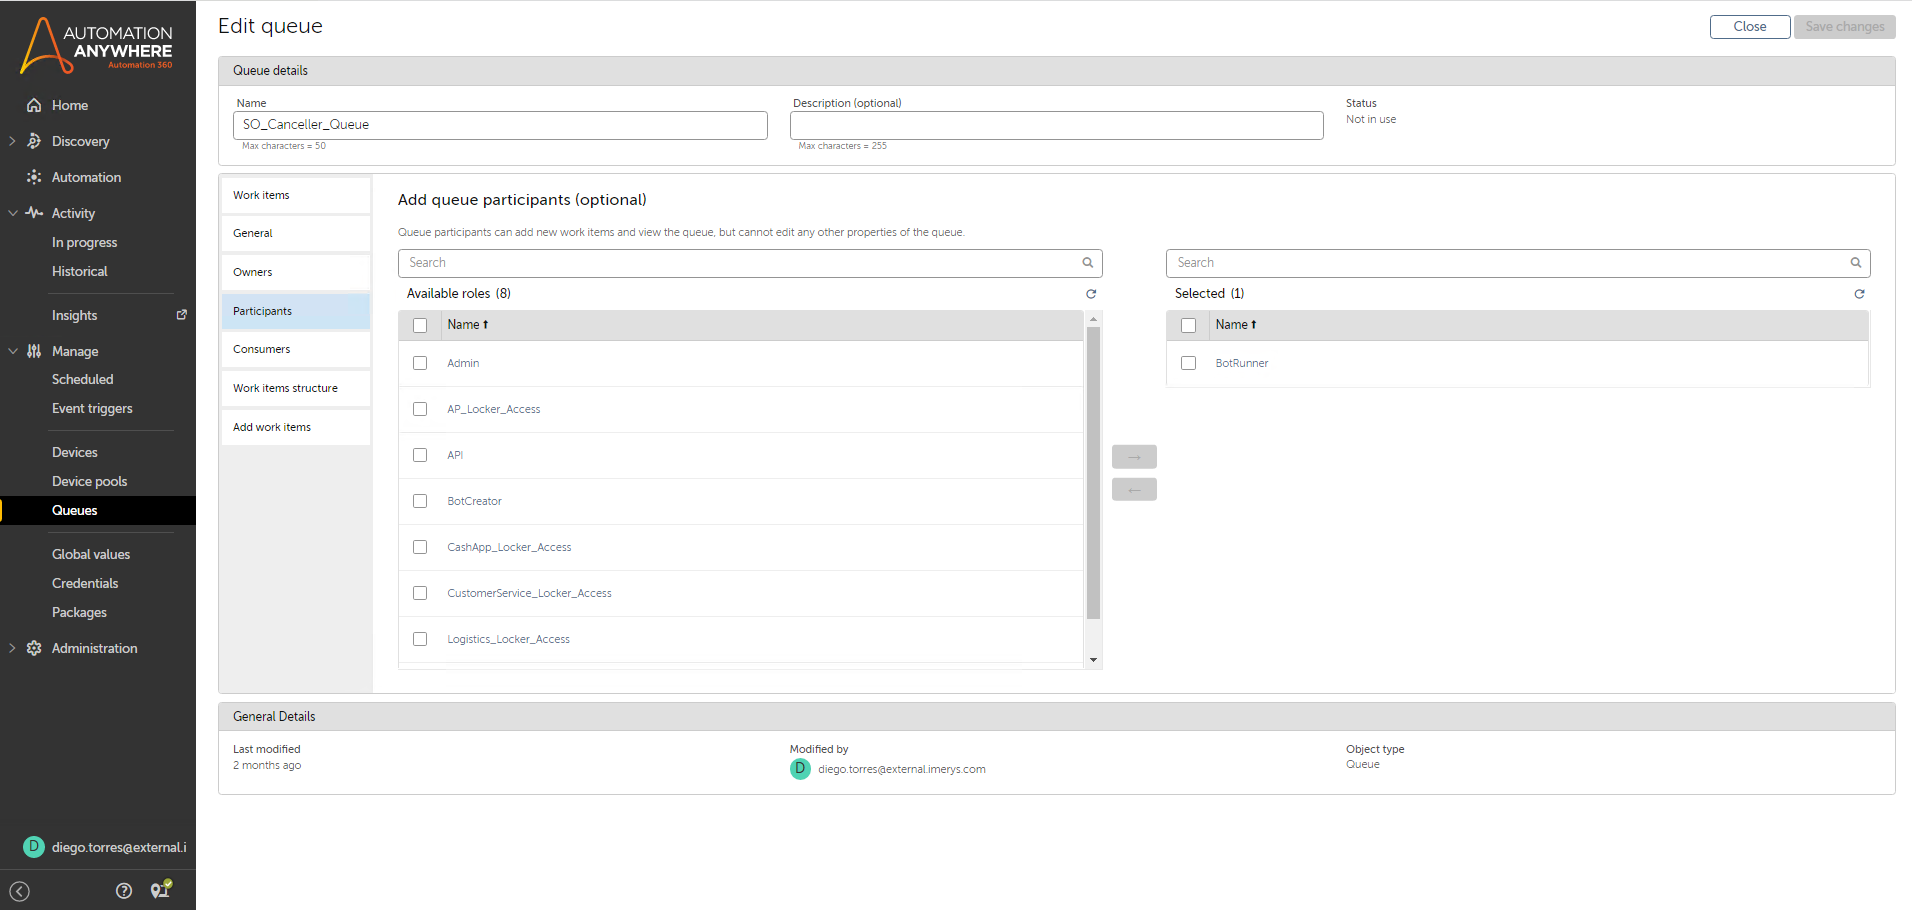 AUTOMATION
ANYWHERE
Automation 360
Home
Discovery
Automation
Activity
In progress
Historical
Insights
Manage
Scheduled
Event triggers
Devices
Device pools
Queues
Global values
Credentials
Packages
Administration
D diego.torres@external.i
Edit queue
Close
Save changes
Queue details
Name
SO_Canceller_Queue
Max characters = 50
Description (optional)
Max characters = 255
Status
Not in use
Work items
General
Owners
Participants
Consumers
Work items structure
Add work items
Add queue participants (optional)
Queue participants can add new work items and view the queue, but cannot edit any other properties of the queue.
Search
Available roles (8)
Name
Admin
AP_Locker_Access
API
BotCreator
CashApp_Locker_Access
CustomerService_Locker_Access
Logistics_Locker_Access
Search
Selected (1)
Name
BotRunner
General Details
Last modified
2 months ago
Modified by
D diego.torres@external.imerys.com
Object type
Queue